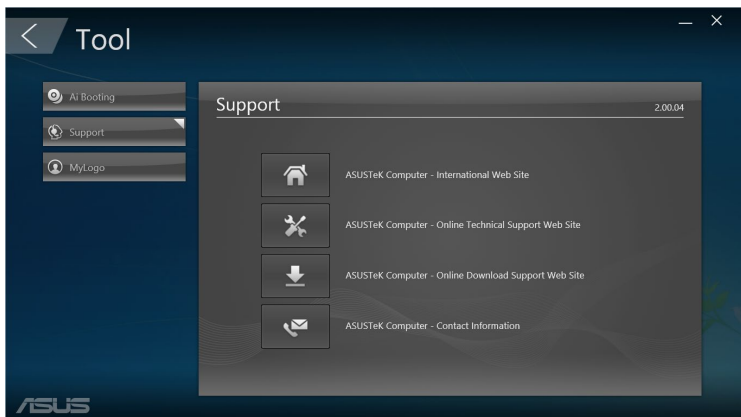 Tool
Ai Booting
Support
MyLogo
Support
2.00.04
ASUSTeK Computer - International Web Site
ASUSTeK Computer - Online Technical Support Web Site
ASUSTeK Computer - Online Download Support Web Site
ASUSTeK Computer - Contact Information
ASUS